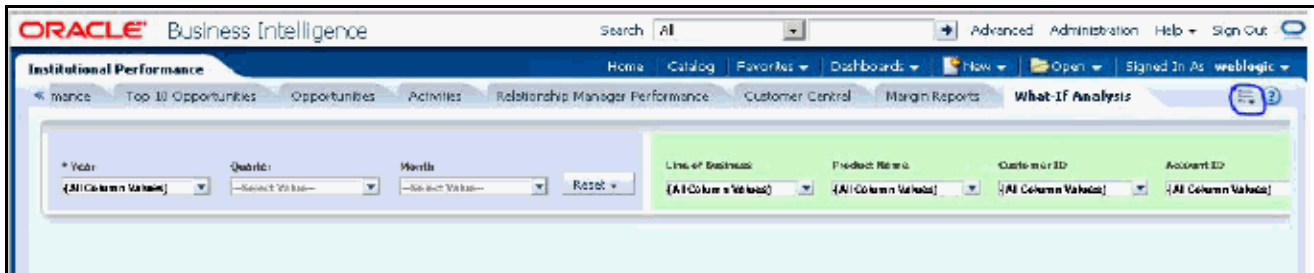 ORACLE Business Intelligence Search All Advanced Administration Help Sign Out
Institutional Performance Home Catalog Favorites Dashboards New Open Signed In As weblogic
« mance Top 10 Opportunities Opportunities Activities Relationship Manager Performance Customer Central Margin Reports What-If Analysis ?
* Year Quarter Month Line of Business Product Name Customer ID Account ID
(All Column Values) --Select Value-- --Select Value-- Reset (All Column Values) (All Column Values) (All Column Values) (All Column Values)